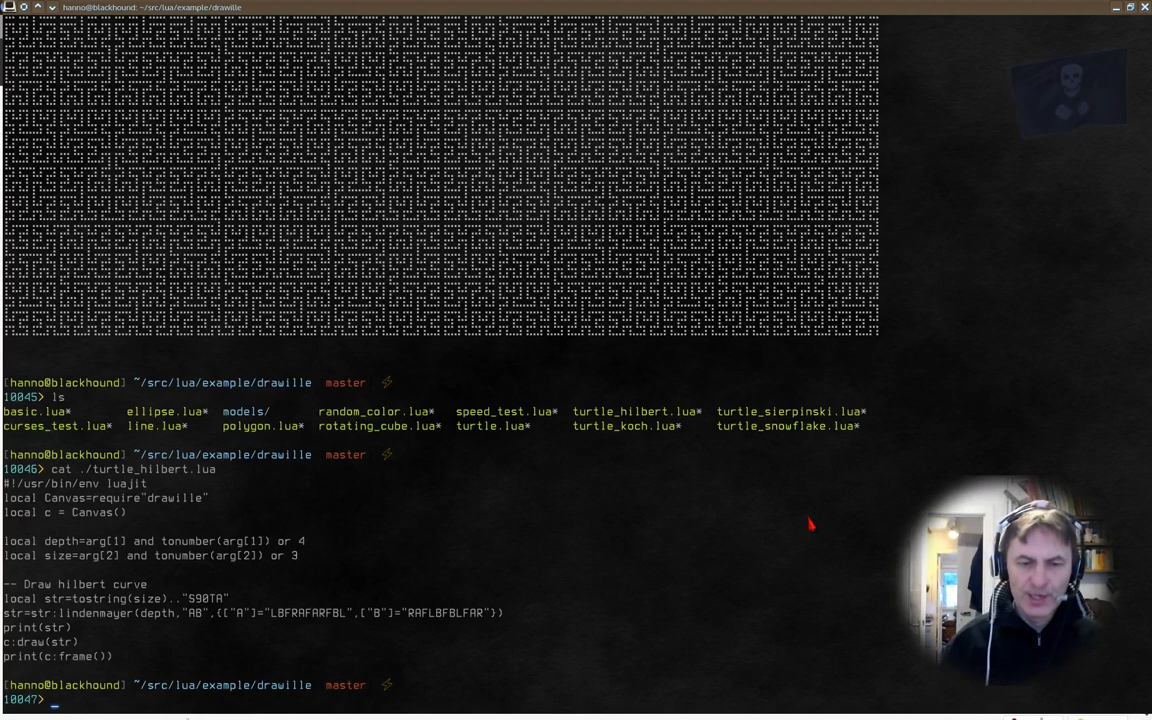 hanno@blackhound: ~/src/lua/example/drawille
[hanno@blackhound] ~/src/lua/example/drawille master ⚡
10045> ls
basic.lua* ellipse.lua* models/ random_color.lua* speed_test.lua* turtle_hilbert.lua* turtle_sierpinski.lua*
curses_test.lua* line.lua* polygon.lua* rotating_cube.lua* turtle.lua* turtle_koch.lua* turtle_snowflake.lua*
[hanno@blackhound] ~/src/lua/example/drawille master ⚡
10046> cat ./turtle_hilbert.lua
#!/usr/bin/env luajit
local Canvas=require"drawille"
local c = Canvas()
local depth=arg[1] and tonumber(arg[1]) or 4
local size=arg[2] and tonumber(arg[2]) or 3
-- Draw hilbert curve
local str=tostring(size).."S90TA"
str=str:lindenmayer(depth,"AB",{["A"]="LBFRAFARFBL",["B"]="RAFLBFBLFAR"})
print(str)
c:draw(str)
print(c:frame())
[hanno@blackhound] ~/src/lua/example/drawille master ⚡
10047> _